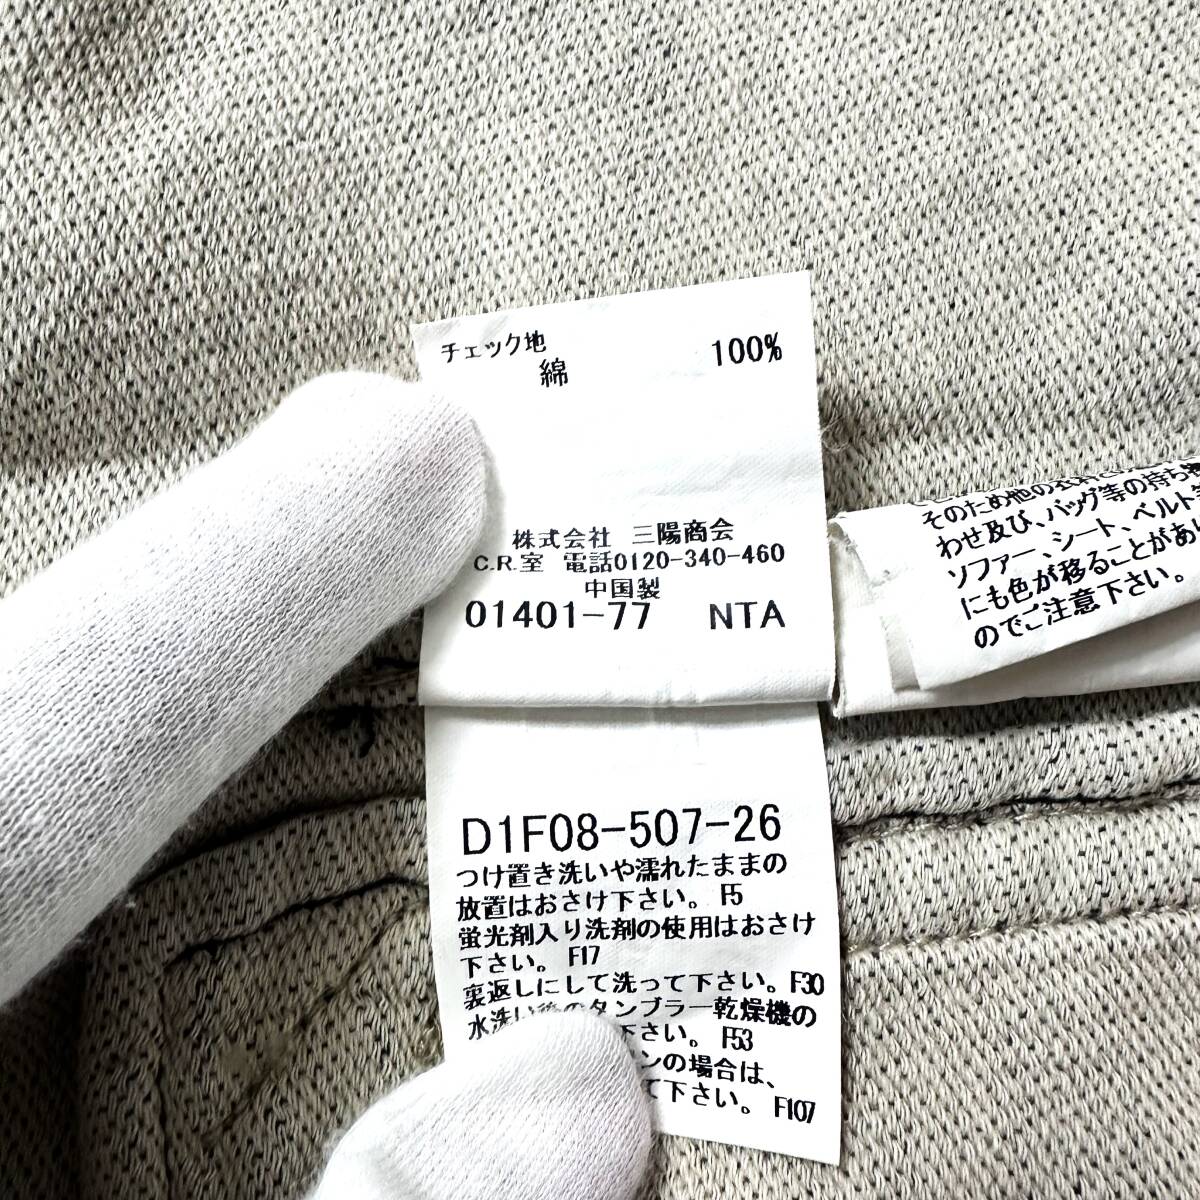 チェック地
綿 100%
株式会社 三陽商会
C.R.室 電話0120-340-460
中国製
01401-77 NTA
D1F08-507-26
つけ置き洗いや濡れたままの
放置はおさけ下さい。 F5
蛍光剤入り洗剤の使用はおさけ
下さい。 F17
裏返しにして洗って下さい。F30
水洗い後のタンブラー乾燥機の
下さい。 F53
ンの場合は、
て下さい。 F107
そのため他の衣料
わせ及び、バッグ等の持ち
ソファー、シート、ベルト等
にも色が移ることがあ
のでご注意下さい。